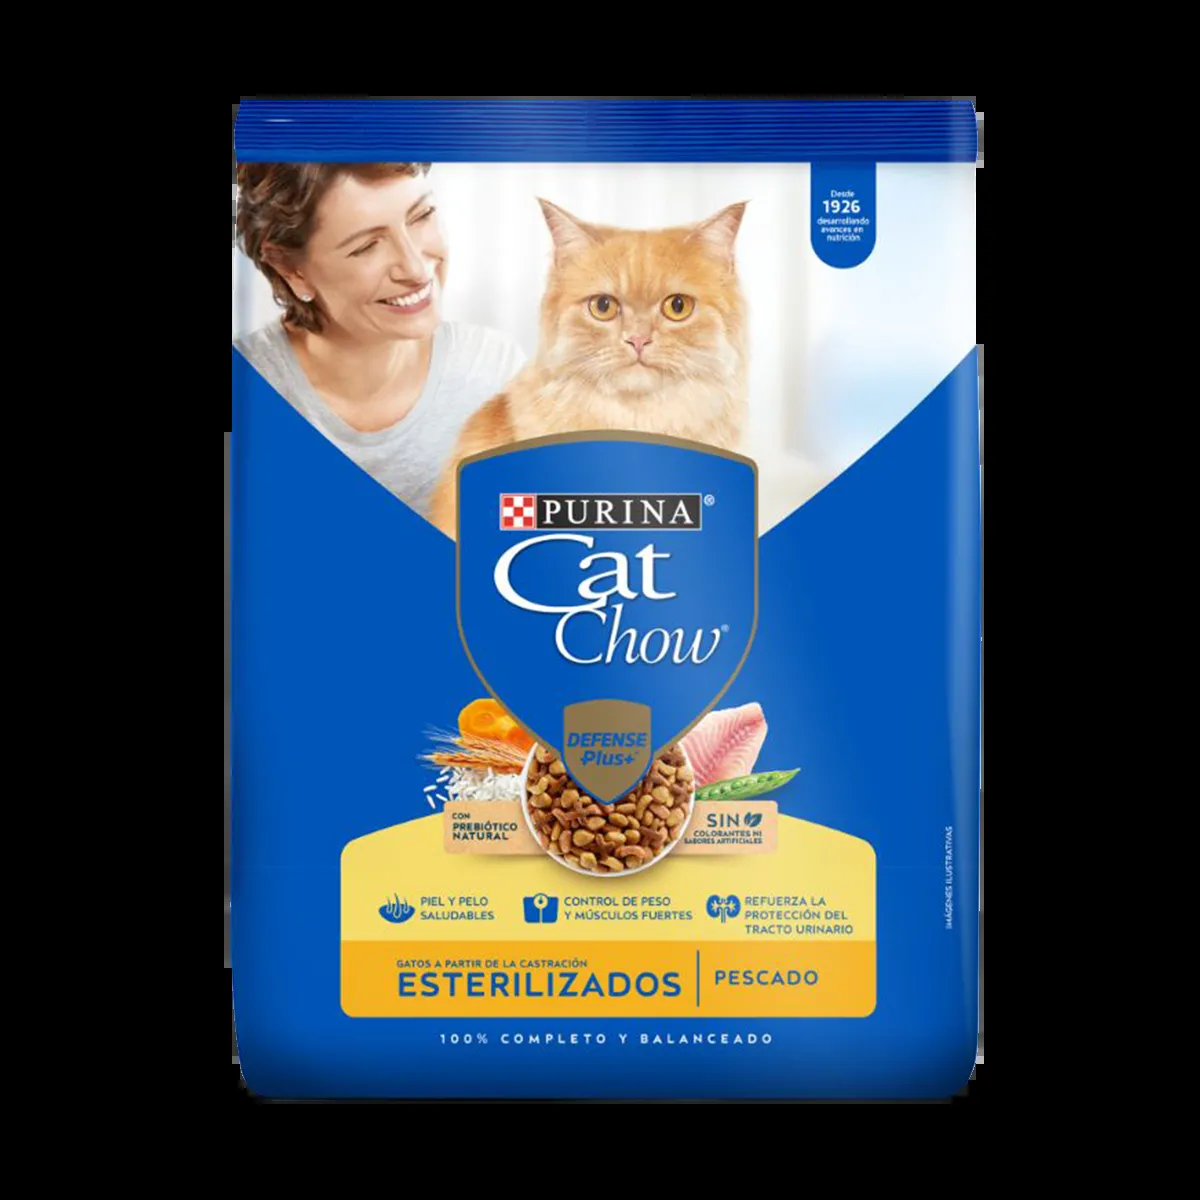 Desde
1926
desarrollando
avances en
nutrición
PURINA®
Cat
Chow®
DEFENSE
Plus+
CON
PREBIÓTICO
NATURAL
SIN
COLORANTES NI
SABORES ARTIFICIALES
PIEL Y PELO
SALUDABLES
CONTROL DE PESO
Y MÚSCULOS FUERTES
REFUERZA LA
PROTECCIÓN DEL
TRACTO URINARIO
GATOS A PARTIR DE LA CASTRACIÓN
ESTERILIZADOS
PESCADO
100% COMPLETO Y BALANCEADO
IMÁGENES ILUSTRATIVAS